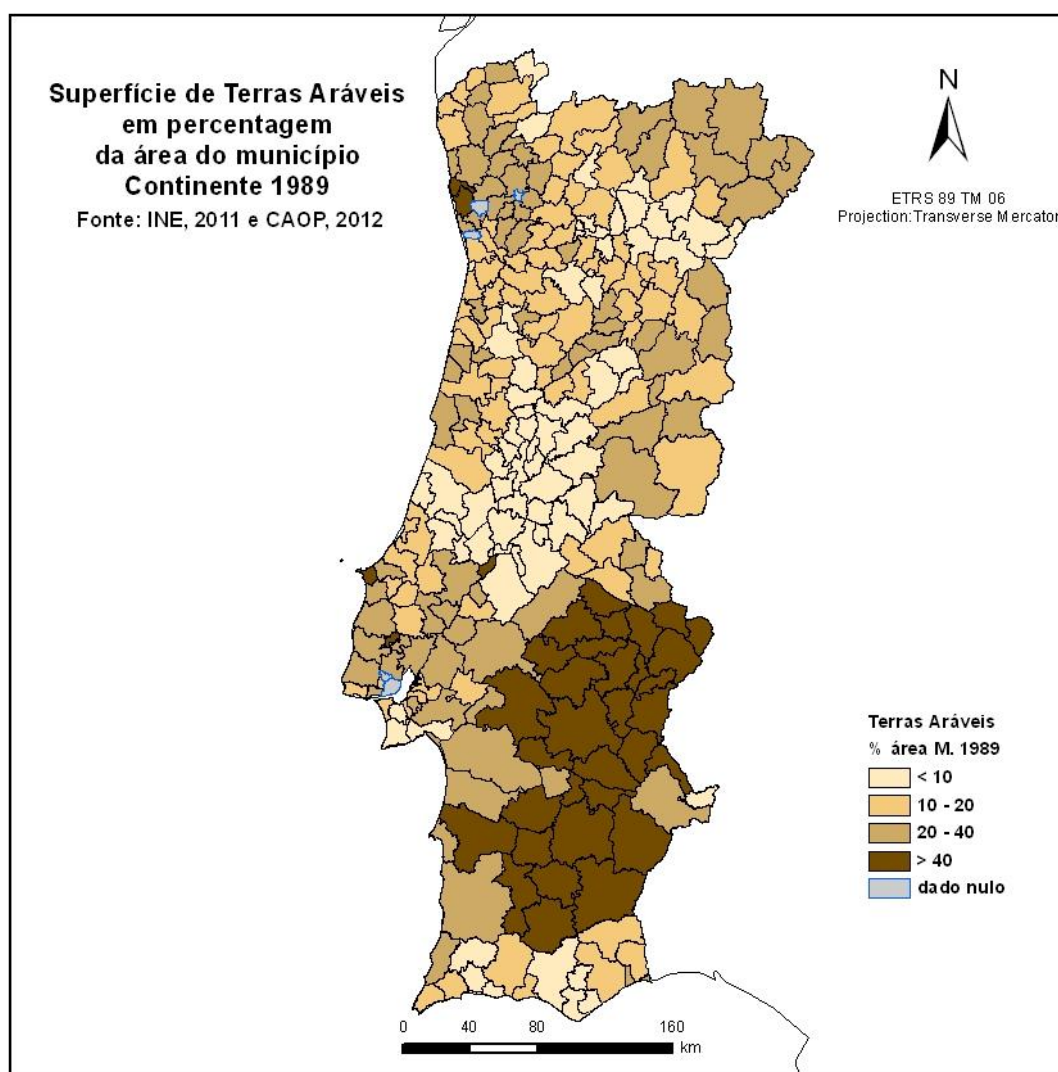 Superfície de Terras Aráveis
em percentagem
da área do município
Continente 1989
Fonte: INE, 2011 e CAOP, 2012
N
ETRS 89 TM 06
Projection:Transverse Mercator
Terras Aráveis
% área M. 1989
< 10
10 - 20
20 - 40
> 40
dado nulo
0 40 80 160
km